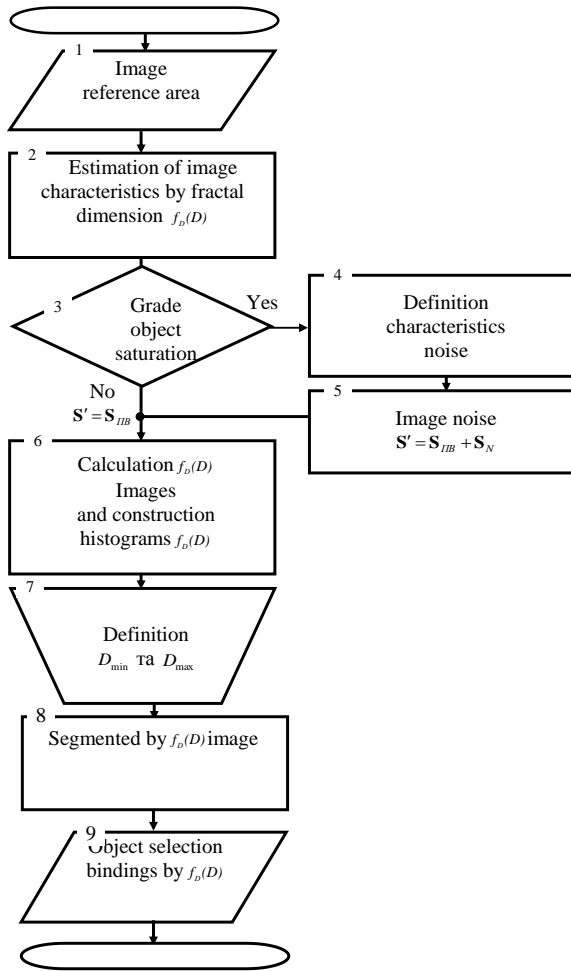 1
Image
reference area
2
Estimation of image
characteristics by fractal
dimension f_D(D)
3
Grade
object
saturation
Yes
4
Definition
characteristics
noise
No
S′ = S_ПВ
5
Image noise
S′ = S_ПВ + S_N
6
Calculation f_D(D)
Images
and construction
histograms f_D(D)
7
Definition
D_min та D_max
8
Segmented by f_D(D) image
9
Object selection
bindings by f_D(D)